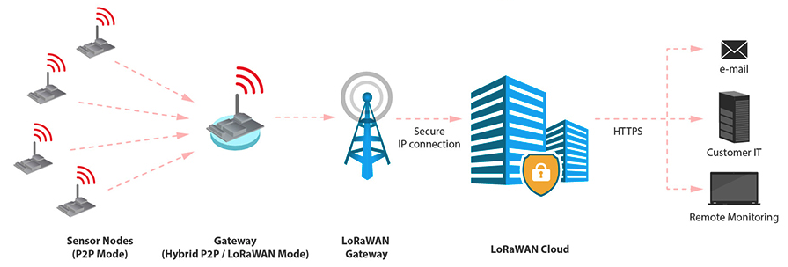 e-mail
Secure
IP connection
HTTPS
Customer IT
Remote Monitoring
Sensor Nodes
(P2P Mode)
Gateway
(Hybrid P2P / LoRaWAN Mode)
LoRaWAN
Gateway
LoRaWAN Cloud